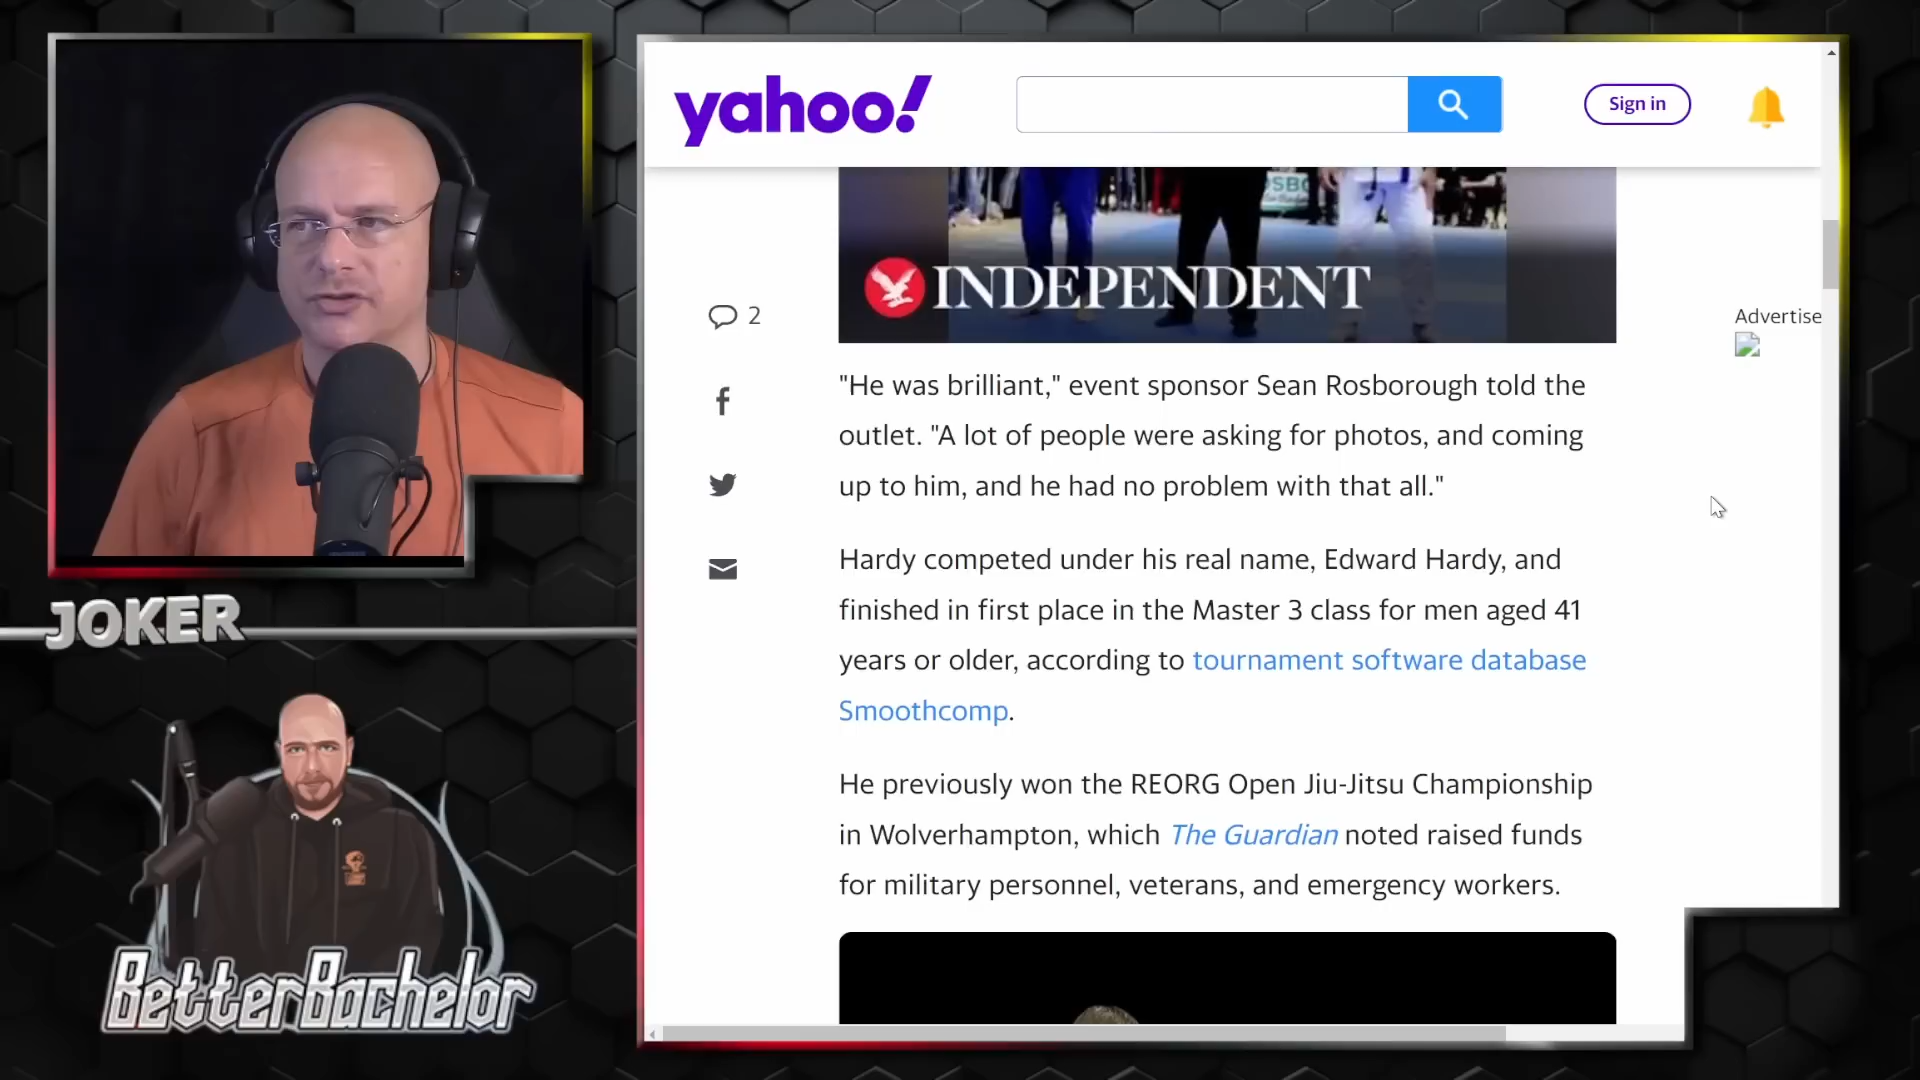 yahoo!
Sign in
OSBO
INDEPENDENT
2
Advertise
"He was brilliant," event sponsor Sean Rosborough told the
outlet. "A lot of people were asking for photos, and coming
up to him, and he had no problem with that all."
Hardy competed under his real name, Edward Hardy, and
finished in first place in the Master 3 class for men aged 41
years or older, according to tournament software database
Smoothcomp.
He previously won the REORG Open Jiu-Jitsu Championship
in Wolverhampton, which The Guardian noted raised funds
for military personnel, veterans, and emergency workers.
JOKER
BetterBachelor